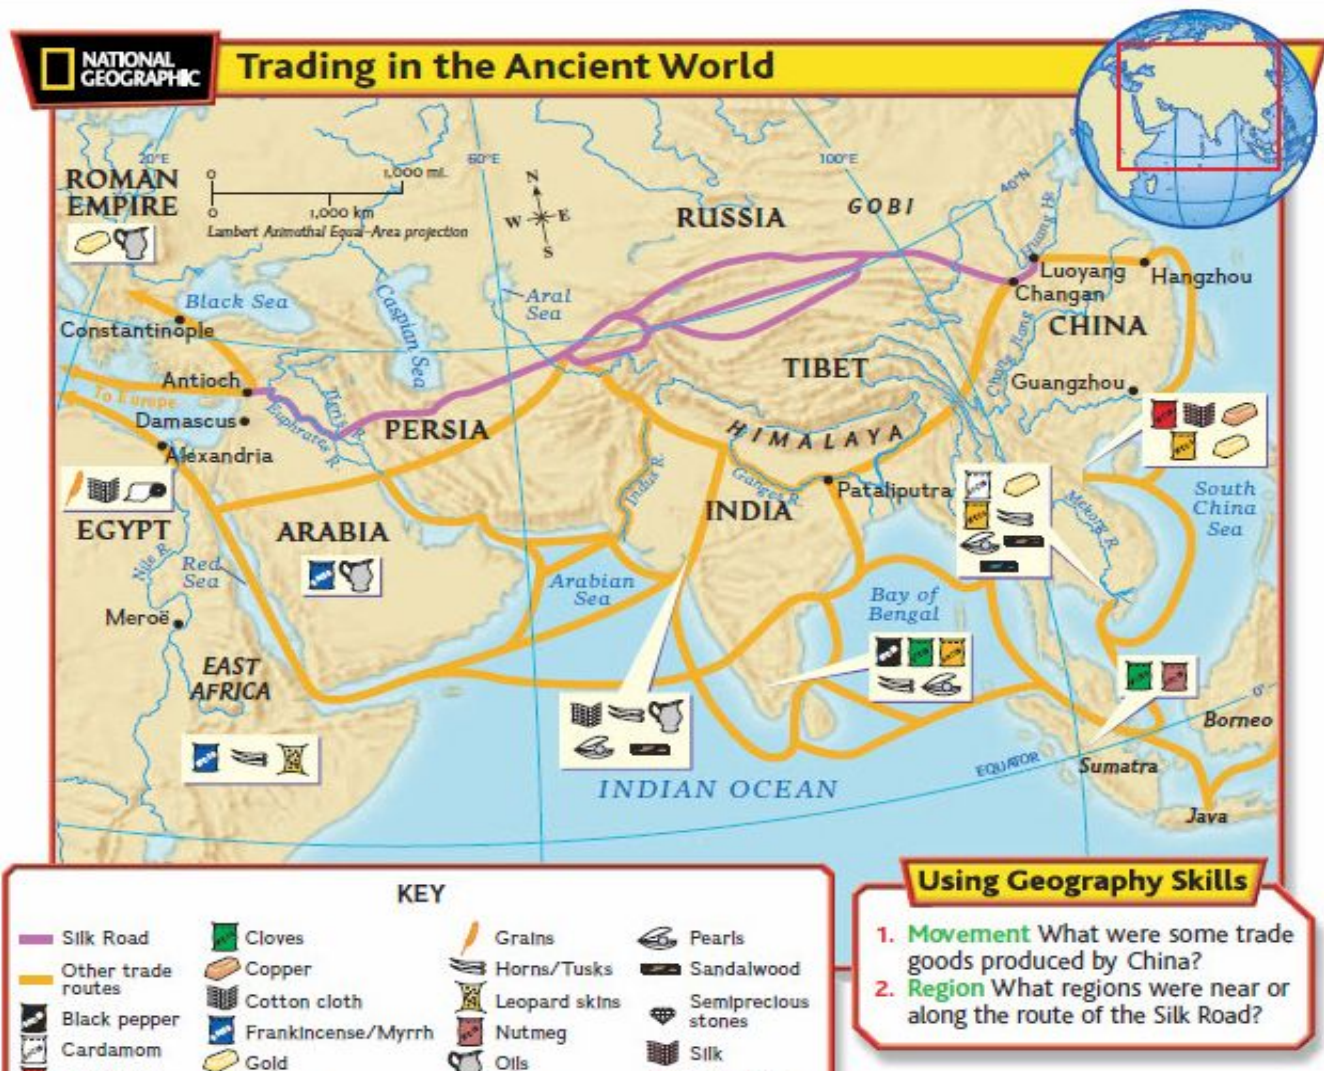 NATIONAL
GEOGRAPHIC
Trading in the Ancient World
20°E
60°E
100°E
40°N
ROMAN
EMPIRE
0
1,000 mi.
0
1,000 km
Lambert Azimuthal Equal-Area projection
N
W
E
S
RUSSIA
GOBI
Huang He
Luoyang
Hangzhou
Changan
CHINA
Black Sea
Caspian Sea
Aral
Sea
Constantinople
TIBET
Chang Jiang
Guangzhou
Antioch
To Europe
Tigris R.
Euphrates R.
Damascus
PERSIA
HIMALAYA
Alexandria
Indus R.
Ganges R.
Pataliputra
INDIA
South
China
Sea
Mekong R.
EGYPT
ARABIA
Nile R.
Red
Sea
Arabian
Sea
Bay of
Bengal
Meroë
EAST
AFRICA
0°
Borneo
INDIAN OCEAN
EQUATOR
Sumatra
Java
KEY
Silk Road
Other trade
routes
Black pepper
Cardamom
Cloves
Copper
Cotton cloth
Frankincense/Myrrh
Gold
Grains
Horns/Tusks
Leopard skins
Nutmeg
Oils
Pearls
Sandalwood
Semiprecious
stones
Silk
Using Geography Skills
1. Movement What were some trade
goods produced by China?
2. Region What regions were near or
along the route of the Silk Road?